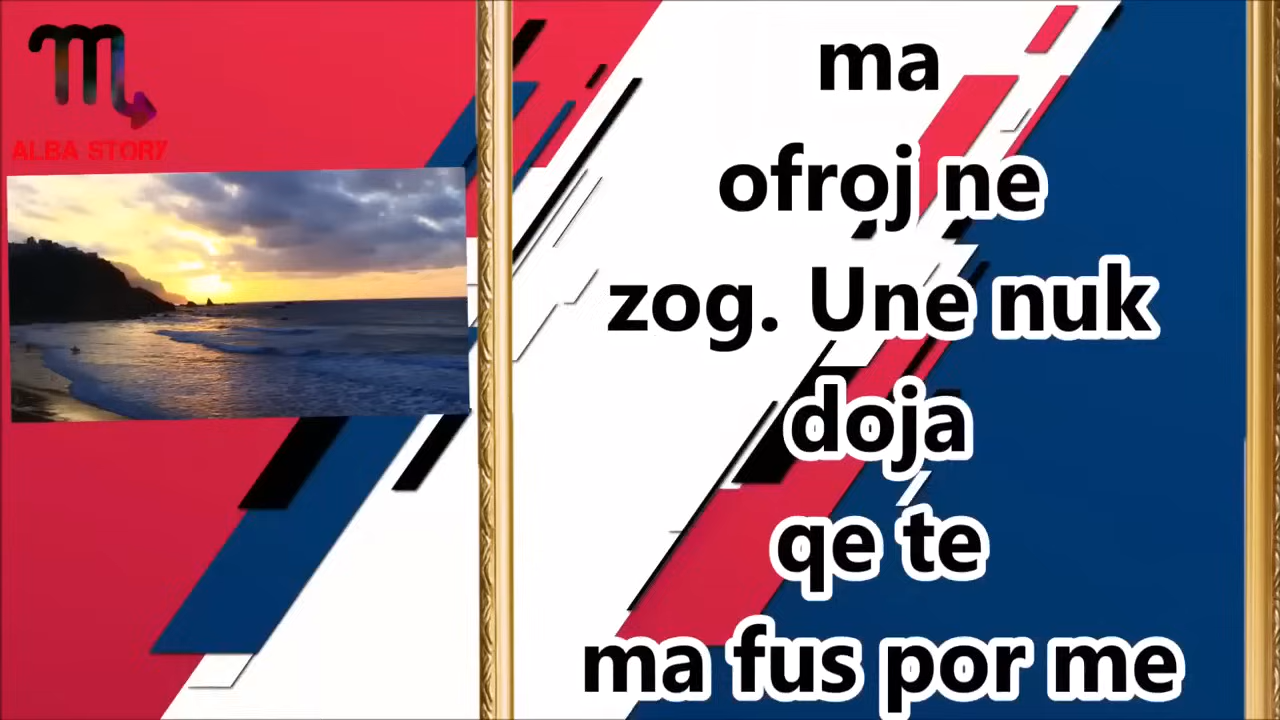 ALBA STORY
ma
ofroj ne
zog. Une nuk
doja
qe te
ma fus por me